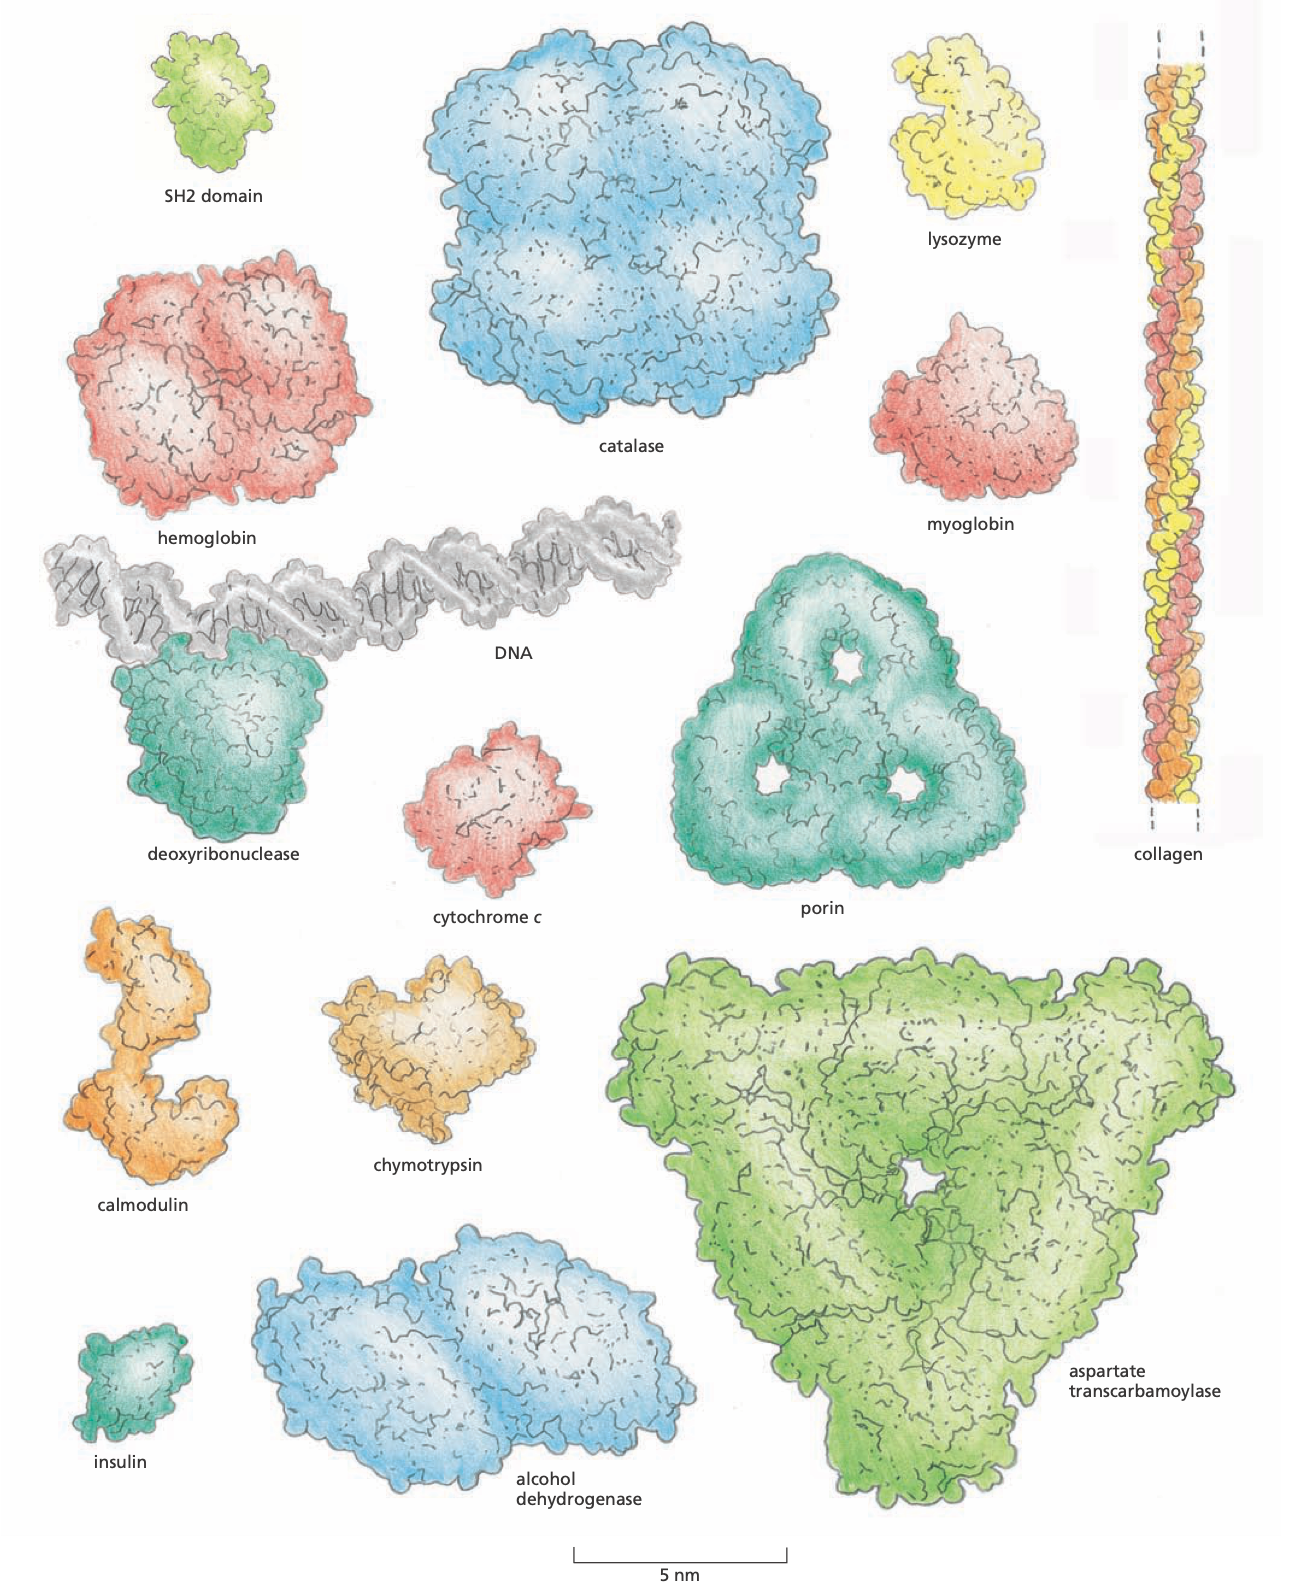 SH2 domain
lysozyme
catalase
hemoglobin
myoglobin
DNA
deoxyribonuclease
collagen
cytochrome c
porin
chymotrypsin
calmodulin
aspartate
transcarbamoylase
insulin
alcohol
dehydrogenase
5 nm